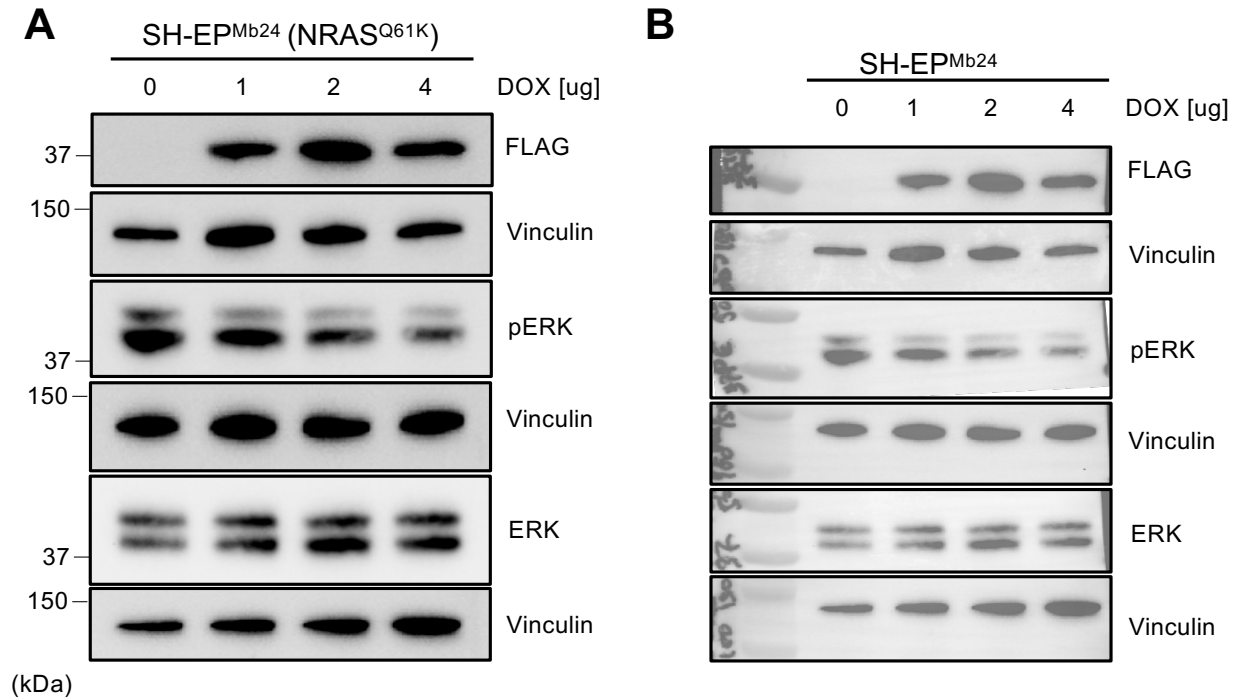 A
SH-EPMb24 (NRASQ61K)
0 1 2 4 DOX [ug]
37 FLAG
150
Vinculin
pERK
37
150
Vinculin
ERK
37
150
Vinculin
(kDa)
B
SH-EPMb24
0 1 2 4 DOX [ug]
FLAG
Vinculin
pERK
Vinculin
ERK
Vinculin